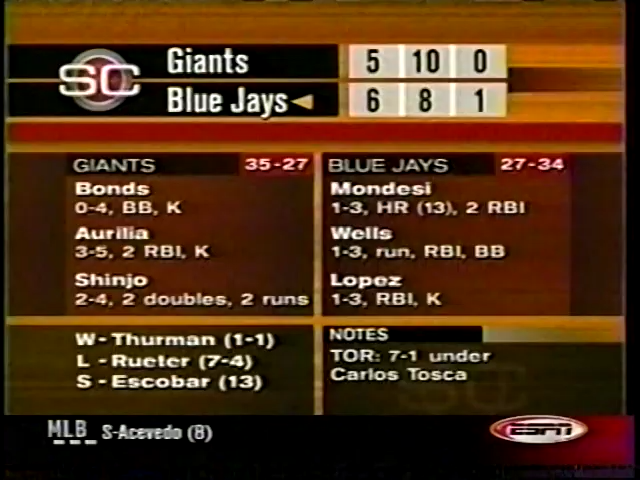 SC
Giants 5 10 0
Blue Jays 6 8 1
GIANTS 35-27
Bonds
0-4, BB, K
Aurilia
3-5, 2 RBI, K
Shinjo
2-4, 2 doubles, 2 runs
BLUE JAYS 27-34
Mondesi
1-3, HR (13), 2 RBI
Wells
1-3, run, RBI, BB
Lopez
1-3, RBI, K
W - Thurman (1-1)
L - Rueter (7-4)
S - Escobar (13)
NOTES
TOR: 7-1 under
Carlos Tosca
MLB S-Acevedo (8)
ESPN